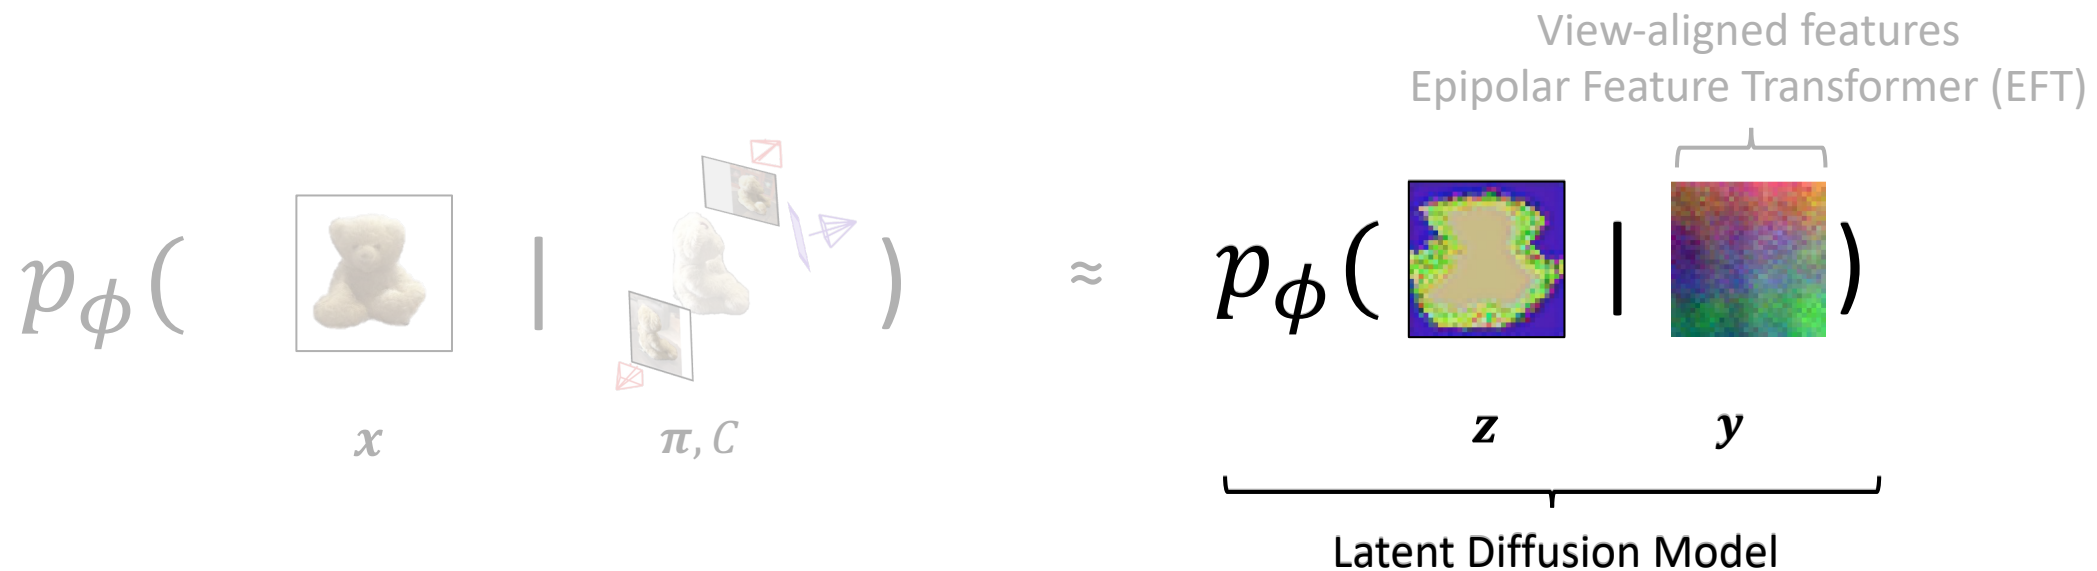 View-aligned features
Epipolar Feature Transformer (EFT)
pϕ( | ) ≈ pϕ( | )
x π, C z y
Latent Diffusion Model